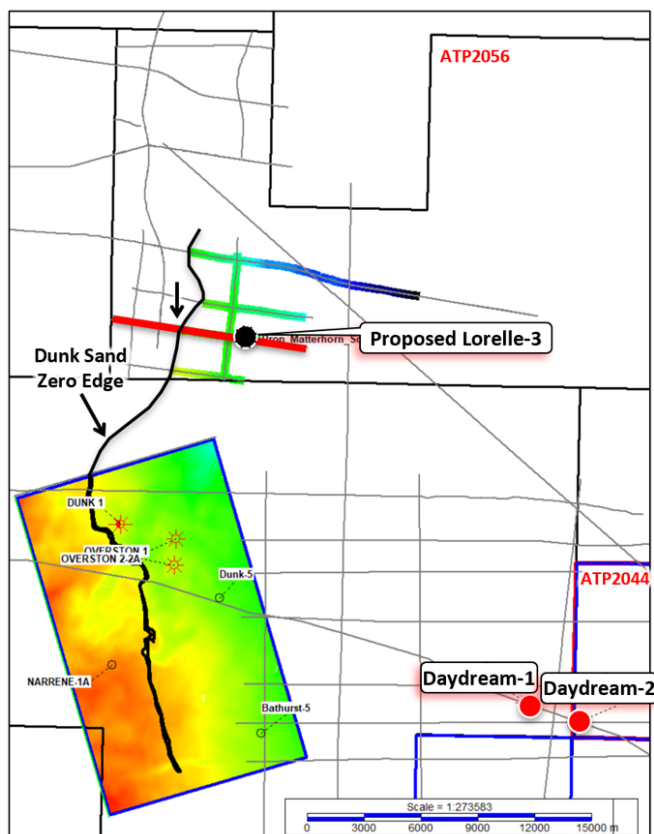 ATP2056
Proposed Lorelle-3
Prop_Matterhorn_Se
Dunk Sand
Zero Edge
DUNK 1
OVERSTON 1
OVERSTON 2-2A
ATP2044
Dunk-5
Daydream-1
NARRENE-1A
Daydream-2
Bathurst-5
Scale = 1:273583
0 3000 6000 9000 12000 15000 m